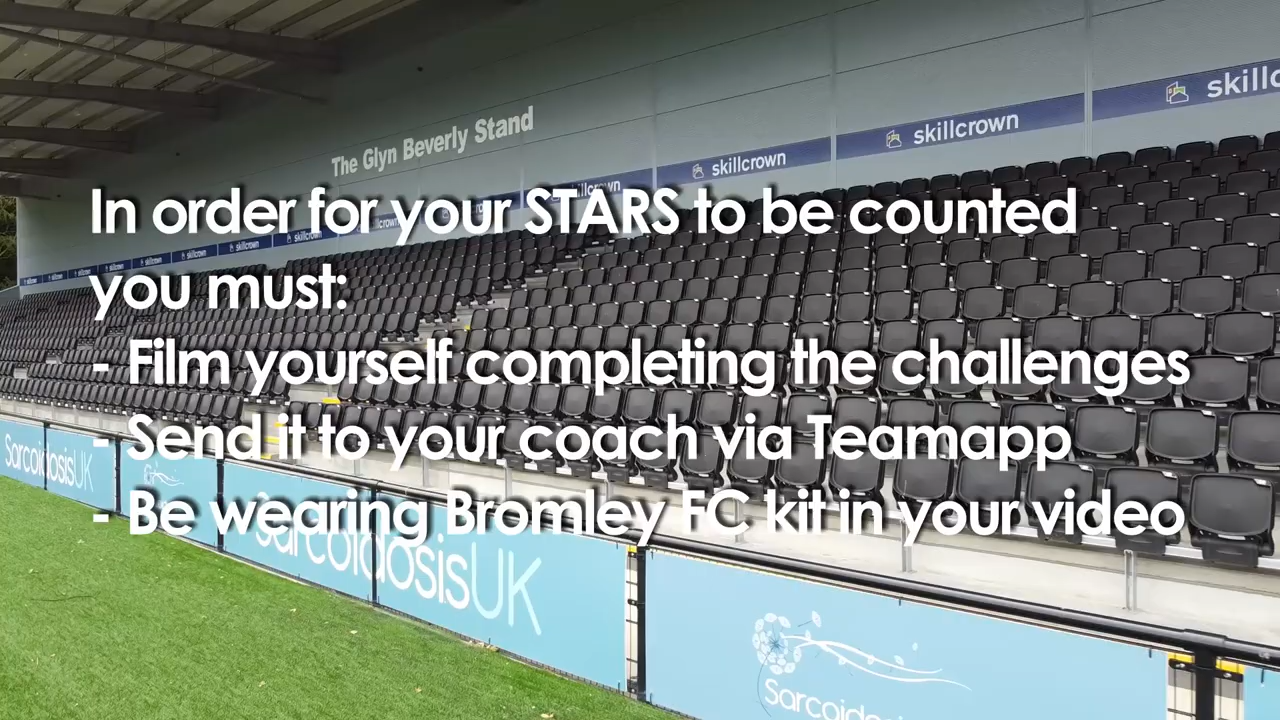 The Glyn Beverly Stand
skillcrown
skillcrown
skillcrown
In order for your STARS to be counted
you must:
- Film yourself completing the challenges
- Send it to your coach via Teamapp
- Be wearing Bromley FC kit in your video
SarcoidosisUK
SarcoidosisUK